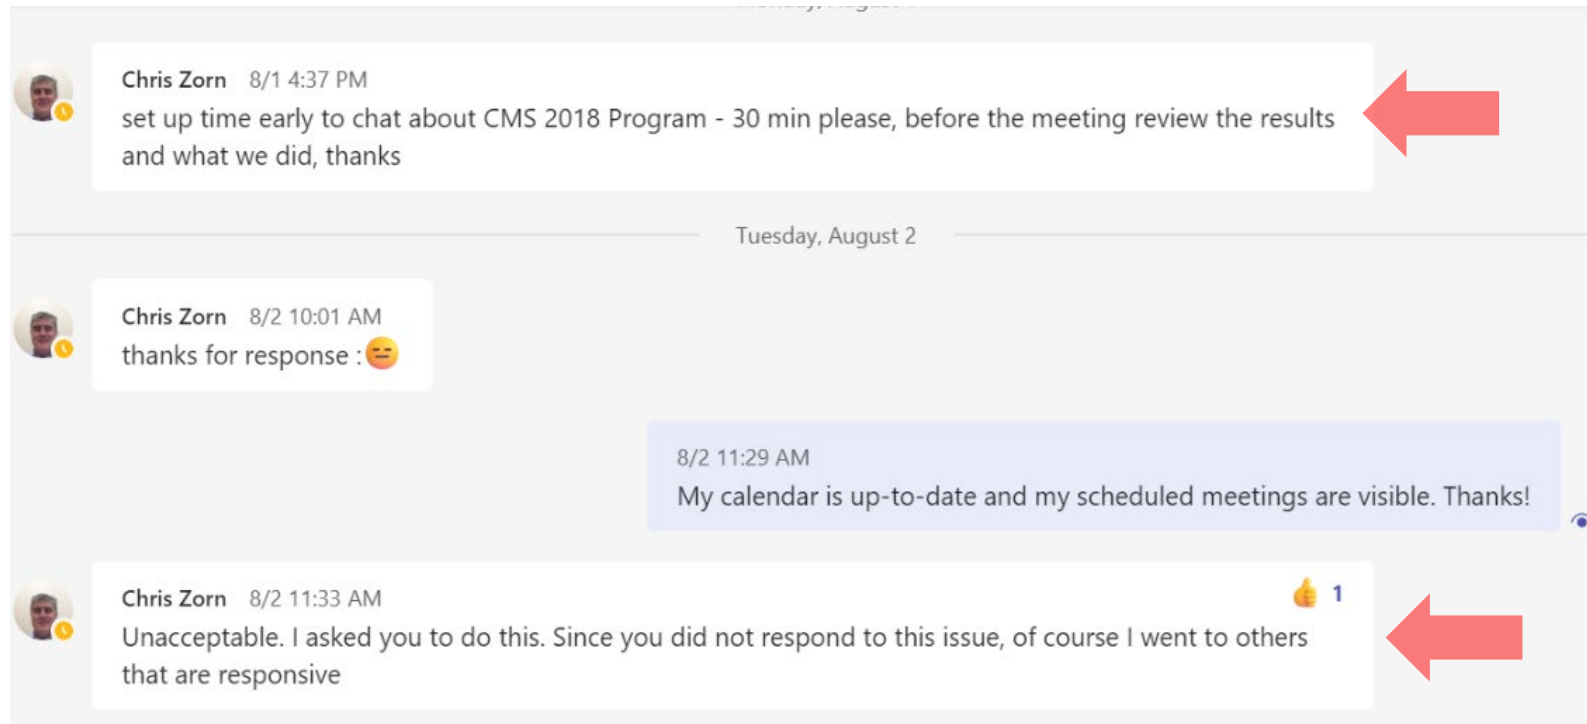 Chris Zorn 8/1 4:37 PM
set up time early to chat about CMS 2018 Program - 30 min please, before the meeting review the results
and what we did, thanks
Tuesday, August 2
Chris Zorn 8/2 10:01 AM
thanks for response :
8/2 11:29 AM
My calendar is up-to-date and my scheduled meetings are visible. Thanks!
Chris Zorn 8/2 11:33 AM
1
Unacceptable. I asked you to do this. Since you did not respond to this issue, of course I went to others
that are responsive